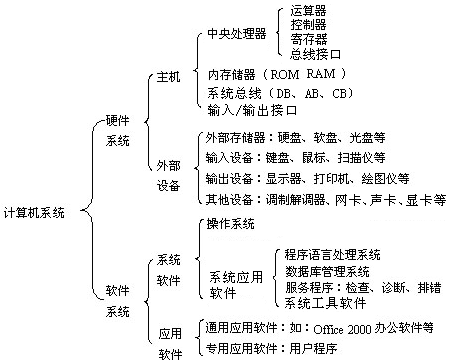 运算器
控制器
中央处理器
寄存器
总线接口
主机
内存储器（ROM RAM ）
系统总线（DB、AB、CB）
输入/输出接口
硬件
系统
外部存储器：硬盘、软盘、光盘等
外部
设备
输入设备：键盘、鼠标、扫描仪等
输出设备：显示器、打印机、绘图仪等
其他设备：调制解调器、网卡、声卡、显卡等
计算机系统
操作系统
系统
软件
程序语言处理系统
系统应用
软件
数据库管理系统
服务程序：检查、诊断、排错
系统工具软件
软件
系统
应用
软件
通用应用软件：如：Office 2000 办公软件等
专用应用软件：用户程序